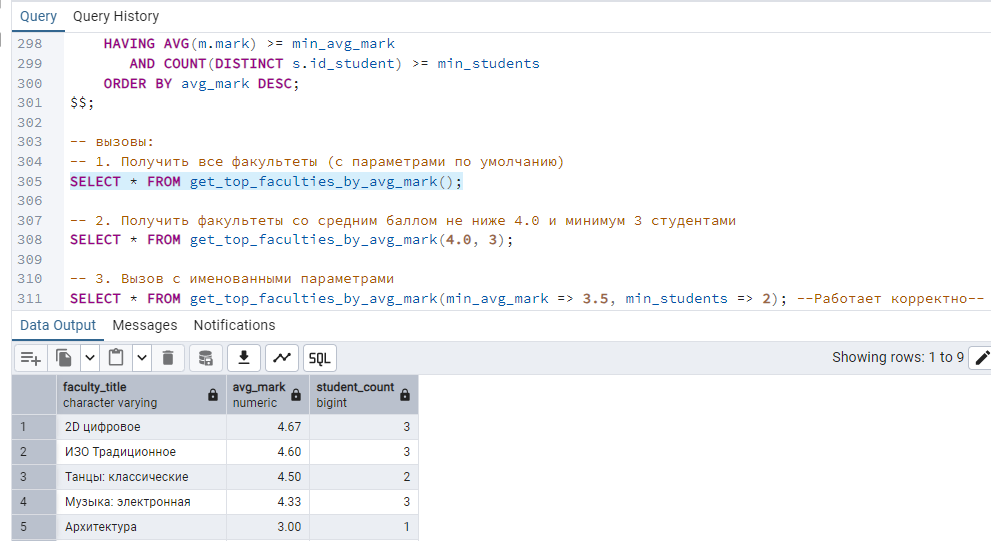 Query Query History
298 HAVING AVG(m.mark) >= min_avg_mark
299 AND COUNT(DISTINCT s.id_student) >= min_students
300 ORDER BY avg_mark DESC;
301 $$;
302
303 -- вызовы:
304 -- 1. Получить все факультеты (с параметрами по умолчанию)
305 SELECT * FROM get_top_faculties_by_avg_mark();
306
307 -- 2. Получить факультеты со средним баллом не ниже 4.0 и минимум 3 студентами
308 SELECT * FROM get_top_faculties_by_avg_mark(4.0, 3);
309
310 -- 3. Вызов с именованными параметрами
311 SELECT * FROM get_top_faculties_by_avg_mark(min_avg_mark => 3.5, min_students => 2); --Работает корректно--
Data Output Messages Notifications
SQL Showing rows: 1 to 9
faculty_title avg_mark student_count
character varying numeric bigint
1 2D цифровое 4.67 3
2 ИЗО Традиционное 4.60 3
3 Танцы: классические 4.50 2
4 Музыка: электронная 4.33 3
5 Архитектура 3.00 1